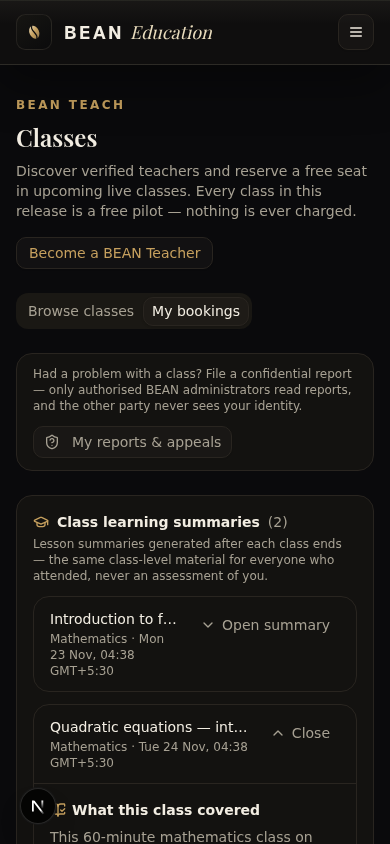 BEAN Education
BEAN TEACH
Classes
Discover verified teachers and reserve a free seat
in upcoming live classes. Every class in this
release is a free pilot — nothing is ever charged.
Become a BEAN Teacher
Browse classes My bookings
Had a problem with a class? File a confidential report
— only authorised BEAN administrators read reports,
and the other party never sees your identity.
My reports & appeals
Class learning summaries (2)
Lesson summaries generated after each class ends
— the same class-level material for everyone who
attended, never an assessment of you.
Introduction to f…
Open summary
Mathematics · Mon
23 Nov, 04:38
GMT+5:30
Quadratic equations — int…
Close
Mathematics · Tue 24 Nov, 04:38
GMT+5:30
N
What this class covered
This 60-minute mathematics class on